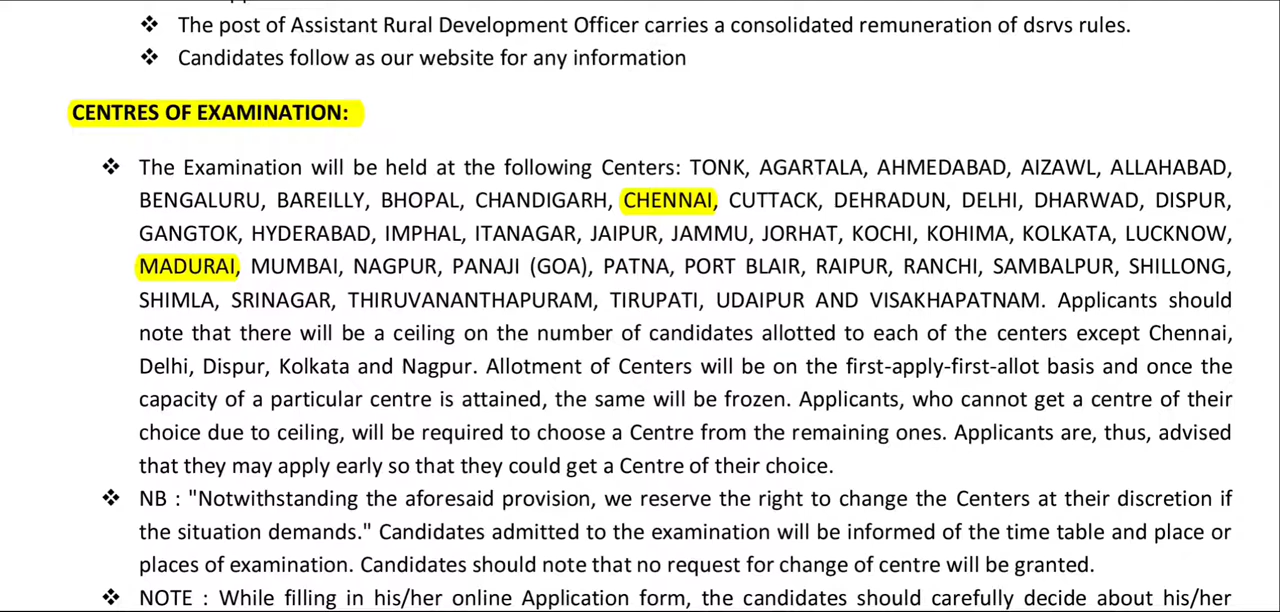 ❖ The post of Assistant Rural Development Officer carries a consolidated remuneration of dsrvs rules.
❖ Candidates follow as our website for any information
CENTRES OF EXAMINATION:
❖ The Examination will be held at the following Centers: TONK, AGARTALA, AHMEDABAD, AIZAWL, ALLAHABAD,
BENGALURU, BAREILLY, BHOPAL, CHANDIGARH, CHENNAI, CUTTACK, DEHRADUN, DELHI, DHARWAD, DISPUR,
GANGTOK, HYDERABAD, IMPHAL, ITANAGAR, JAIPUR, JAMMU, JORHAT, KOCHI, KOHIMA, KOLKATA, LUCKNOW,
MADURAI, MUMBAI, NAGPUR, PANAJI (GOA), PATNA, PORT BLAIR, RAIPUR, RANCHI, SAMBALPUR, SHILLONG,
SHIMLA, SRINAGAR, THIRUVANANTHAPURAM, TIRUPATI, UDAIPUR AND VISAKHAPATNAM. Applicants should
note that there will be a ceiling on the number of candidates allotted to each of the centers except Chennai,
Delhi, Dispur, Kolkata and Nagpur. Allotment of Centers will be on the first-apply-first-allot basis and once the
capacity of a particular centre is attained, the same will be frozen. Applicants, who cannot get a centre of their
choice due to ceiling, will be required to choose a Centre from the remaining ones. Applicants are, thus, advised
that they may apply early so that they could get a Centre of their choice.
❖ NB : "Notwithstanding the aforesaid provision, we reserve the right to change the Centers at their discretion if
the situation demands." Candidates admitted to the examination will be informed of the time table and place or
places of examination. Candidates should note that no request for change of centre will be granted.
❖ NOTE : While filling in his/her online Application form, the candidates should carefully decide about his/her